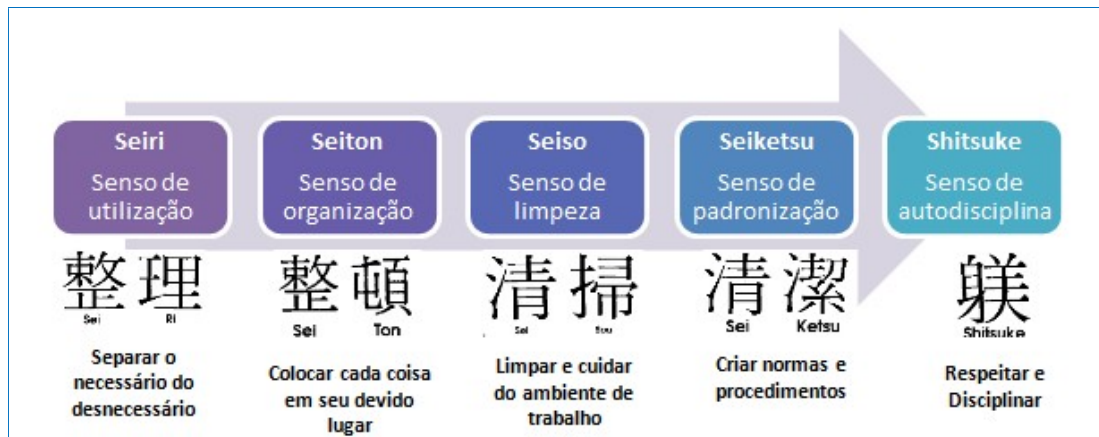 Seiri
Senso de
utilização
Seiton
Senso de
organização
Seiso
Senso de
limpeza
Seiketsu
Senso de
padronização
Shitsuke
Senso de
autodisciplina
整理
Sei Ri
整頓
Sei Ton
清掃
Sei Sou
清潔
Sei Ketsu
躾
Shitsuke
Separar o
necessário do
desnecessário
Colocar cada coisa
em seu devido
lugar
Limpar e cuidar
do ambiente de
trabalho
Criar normas e
procedimentos
Respeitar e
Disciplinar